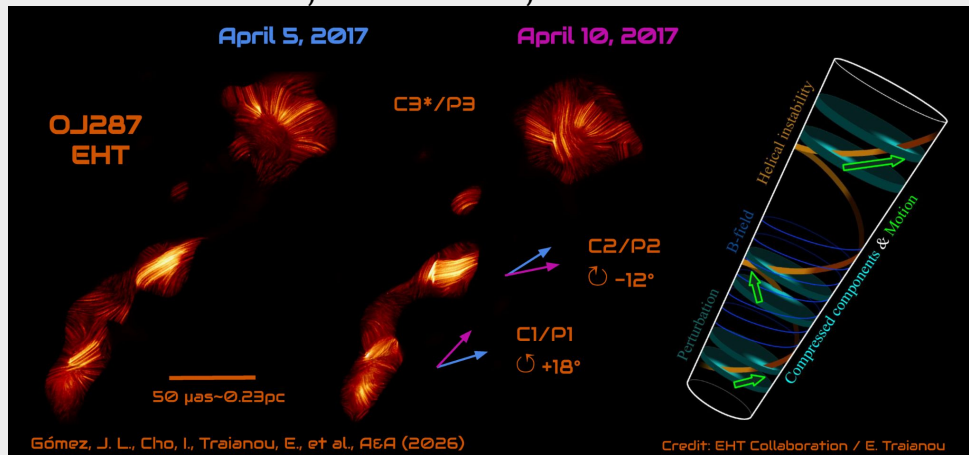 April 5, 2017
April 10, 2017
OJ287
EHT
C3*/P3
C2/P2
↻ -12°
C1/P1
↺ +18°
50 µas~0.23pc
Helical instability
B-field
Perturbation
Compressed components & Motion
Gómez, J. L., Cho, I., Traianou, E., et al., A&A (2026)
Credit: EHT Collaboration / E. Traianou